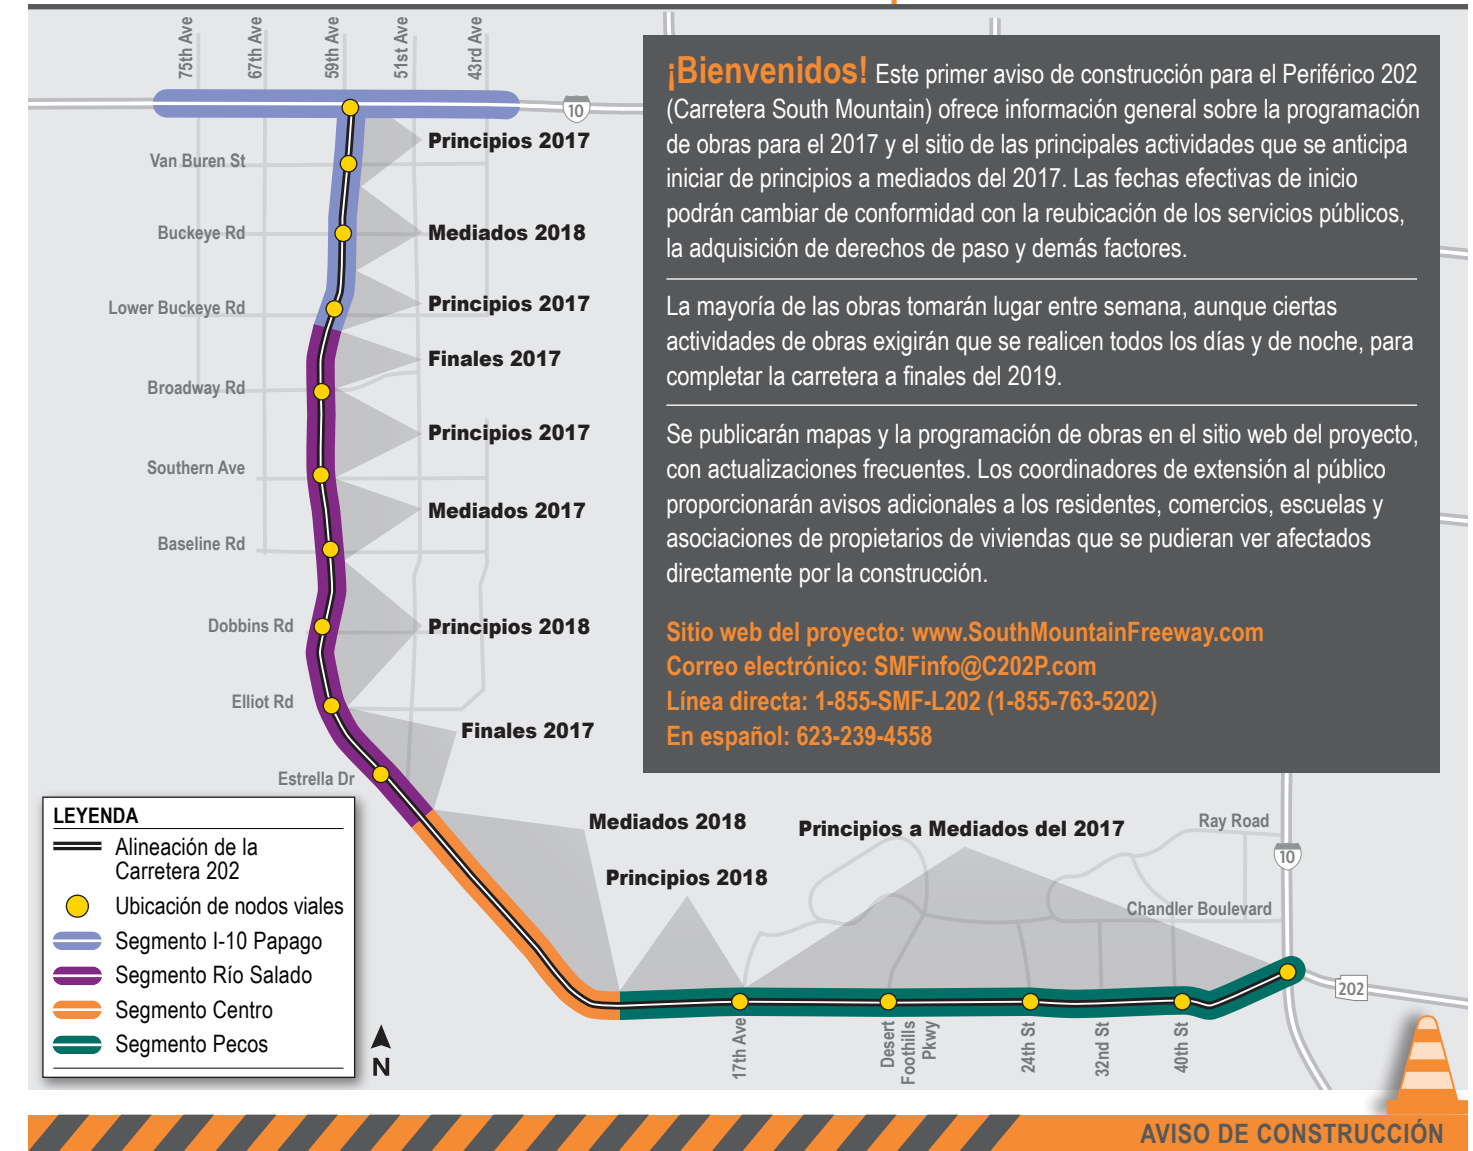 75th Ave
67th Ave
59th Ave
51st Ave
43rd Ave
10
Van Buren St
Buckeye Rd
Lower Buckeye Rd
Broadway Rd
Southern Ave
Baseline Rd
Dobbins Rd
Elliot Rd
Estrella Dr
Principios 2017
Mediados 2018
Principios 2017
Finales 2017
Principios 2017
Mediados 2017
Principios 2018
Finales 2017
Mediados 2018
Principios 2018
Principios a Mediados del 2017
¡Bienvenidos! Este primer aviso de construcción para el Periférico 202
(Carretera South Mountain) ofrece información general sobre la programación
de obras para el 2017 y el sitio de las principales actividades que se anticipa
iniciar de principios a mediados del 2017. Las fechas efectivas de inicio
podrán cambiar de conformidad con la reubicación de los servicios públicos,
la adquisición de derechos de paso y demás factores.
La mayoría de las obras tomarán lugar entre semana, aunque ciertas
actividades de obras exigirán que se realicen todos los días y de noche, para
completar la carretera a finales del 2019.
Se publicarán mapas y la programación de obras en el sitio web del proyecto,
con actualizaciones frecuentes. Los coordinadores de extensión al público
proporcionarán avisos adicionales a los residentes, comercios, escuelas y
asociaciones de propietarios de viviendas que se pudieran ver afectados
directamente por la construcción.
Sitio web del proyecto: www.SouthMountainFreeway.com
Correo electrónico: SMFinfo@C202P.com
Línea directa: 1-855-SMF-L202 (1-855-763-5202)
En español: 623-239-4558
Ray Road
10
Chandler Boulevard
202
17th Ave
Desert
Foothills
Pkwy
24th St
32nd St
40th St
LEYENDA
Alineación de la
Carretera 202
Ubicación de nodos viales
Segmento I-10 Papago
Segmento Río Salado
Segmento Centro
Segmento Pecos
N
AVISO DE CONSTRUCCIÓN